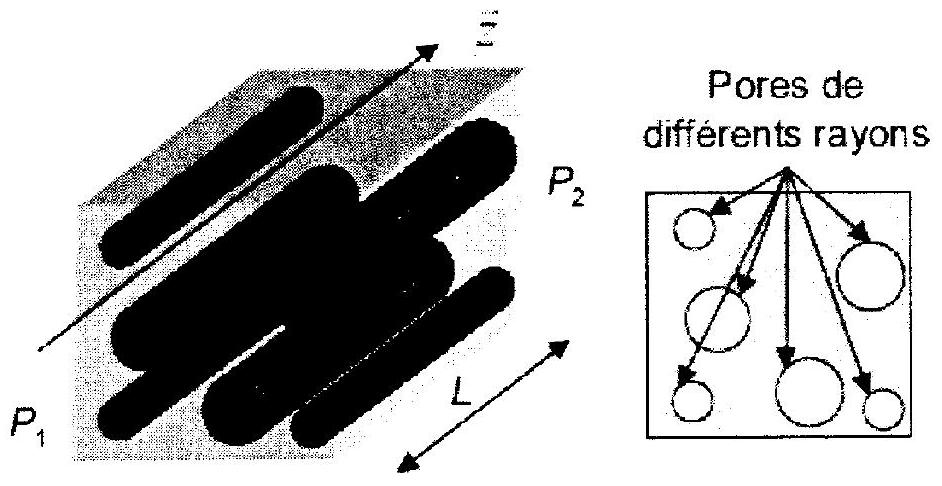 z
Pores de
différents rayons
P2
L
P1